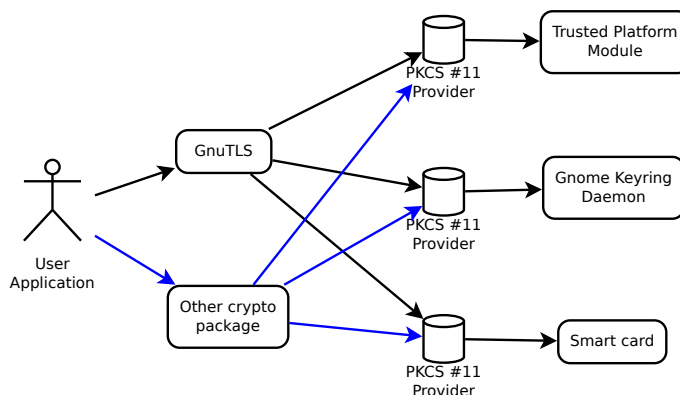 Trusted Platform
Module
PKCS #11
Provider
GnuTLS
Gnome Keyring
Daemon
PKCS #11
Provider
User
Application
Other crypto
package
Smart card
PKCS #11
Provider